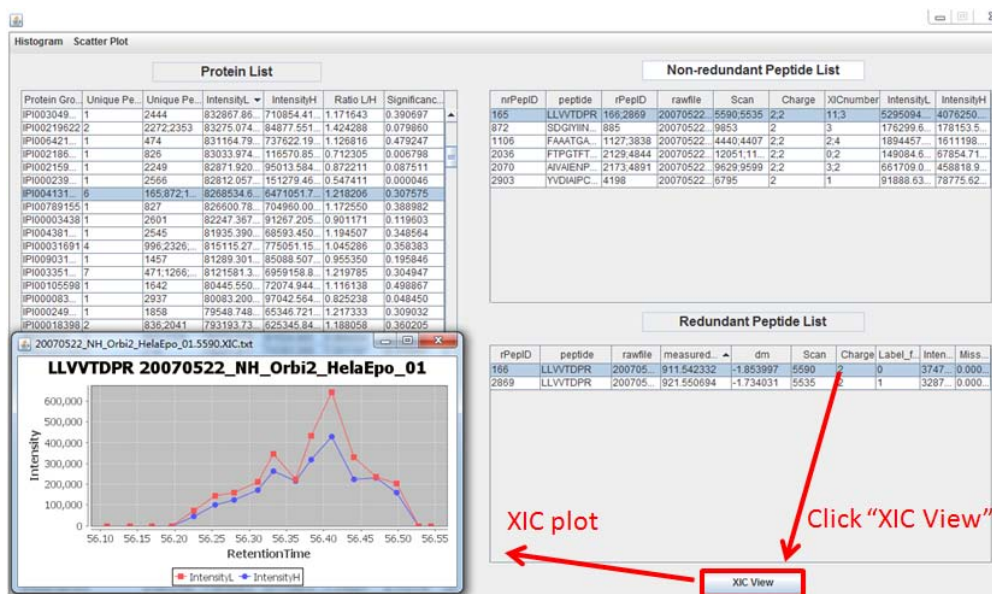 Histogram Scatter Plot
Protein List
Protein Gro... Unique Pe... Unique Pe... IntensityL IntensityH Ratio L/H Significanc...
IPI003049... 1 2444 832867.86... 710854.41... 1.171643 0.390697
IPI00219622 2 2272;2353 83275.074... 84877.551... 1.424288 0.079860
IPI006421... 1 474 831164.79... 737622.19... 1.126816 0.479247
IPI002186... 1 826 83033.974... 116570.85... 0.712305 0.006798
IPI002159... 1 2249 82871.920... 95013.584... 0.872211 0.087511
IPI000239... 1 2566 82812.057... 151279.46... 0.547411 0.000046
IPI004131... 6 165;872;1... 8268534.6... 6471051.7... 1.218206 0.307575
IPI00789155 1 827 826600.78... 704960.00... 1.172550 0.388982
IPI00003438 1 2601 82247.367... 91267.205... 0.901171 0.119603
IPI004381... 1 2545 81935.390... 68593.450... 1.194507 0.348564
IPI00031691 4 996;2326;... 815115.27... 775051.15... 1.045286 0.358383
IPI009031... 1 1457 81289.301... 85088.507... 0.955350 0.195846
IPI003351... 7 471;1266;... 8121581.3... 6959158.8... 1.219785 0.304947
IPI00105598 1 1642 80445.550... 72074.944... 1.116138 0.498867
IPI000083... 1 2937 80083.200... 97042.564... 0.825238 0.048450
IPI000249... 1 1858 79548.748... 65346.721... 1.217333 0.309032
IPI00018398 2 836;2041 793193.73... 625345.84... 1.188058 0.360205
Non-redundant Peptide List
nrPepID peptide rPepID rawfile Scan Charge XICnumber IntensityL IntensityH
165 LLVVTDPR 166;2869 20070522... 5590;5535 2;2 11;3 5295094... 4076250...
872 SDGIYIIN... 885 20070522... 9853 2 3 176299.6... 178153.5...
1106 FAAATGA... 1127;3838 20070522... 4440;4407 2;2 2;4 1894457... 1611198...
2036 FTPGTFT... 2129;4844 20070522... 12051;11... 2;2 0;2 149084.6... 67854.71...
2070 AIVAIENP... 2173;4891 20070522... 9629;9599 2;2 3;2 661709.0... 458818.9...
2903 YVDIAIPC... 4198 20070522... 6795 2 1 91888.63... 78775.62...
Redundant Peptide List
rPepID peptide rawfile measured... dm Scan Charge Label_f... Inten... Miss...
166 LLVVTDPR 200705... 911.542332 -1.853997 5590 2 0 3747... 0.000...
2869 LLVVTDPR 200705... 921.550694 -1.734031 5535 2 1 3287... 0.000...
20070522_NH_Orbi2_HelaEpo_01.5590.XIC.txt
LLVVTDPR 20070522_NH_Orbi2_HelaEpo_01
Intensity
600,000
500,000
400,000
300,000
200,000
100,000
0
56.10 56.15 56.20 56.25 56.30 56.35 56.40 56.45 56.50 56.55
RetentionTime
IntensityL IntensityH
XIC plot
Click “XIC View”
XIC View